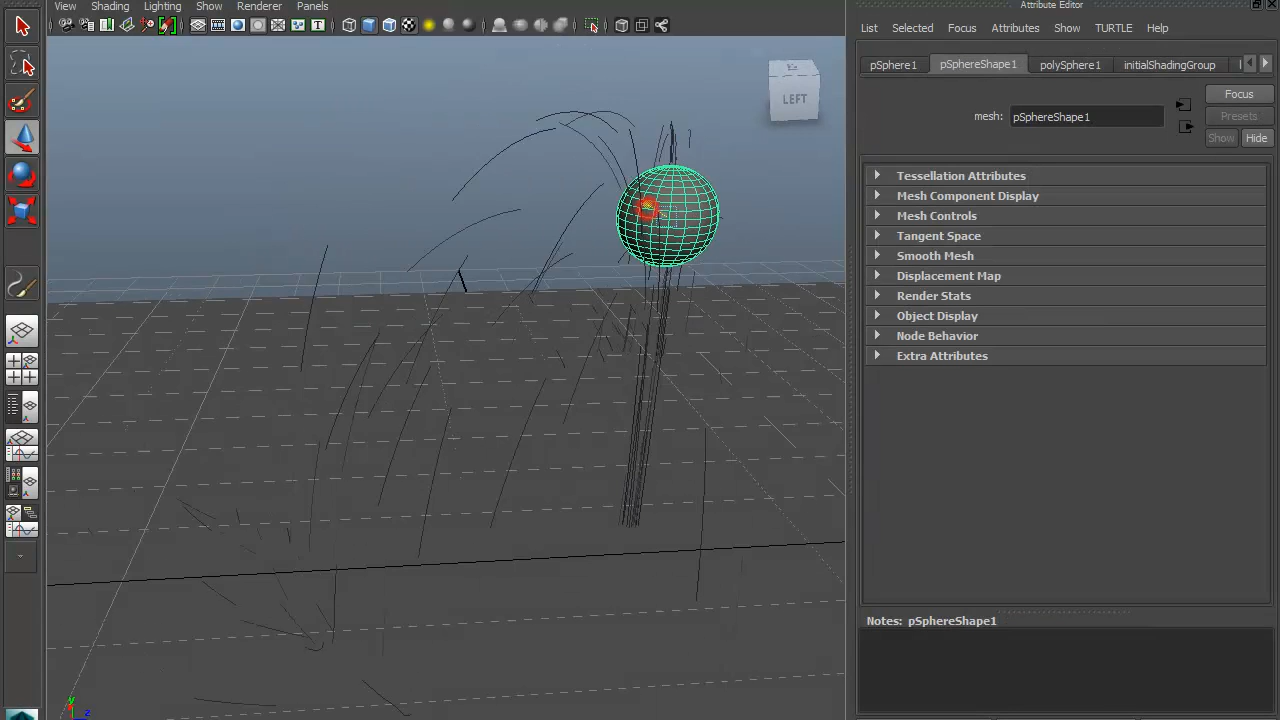 View Shading Lighting Show Renderer Panels
LEFT
y
z
Attribute Editor
List Selected Focus Attributes Show TURTLE Help
pSphere1 pSphereShape1 polySphere1 initialShadingGroup
mesh: pSphereShape1
Focus
Presets
Show Hide
Tessellation Attributes
Mesh Component Display
Mesh Controls
Tangent Space
Smooth Mesh
Displacement Map
Render Stats
Object Display
Node Behavior
Extra Attributes
Notes: pSphereShape1